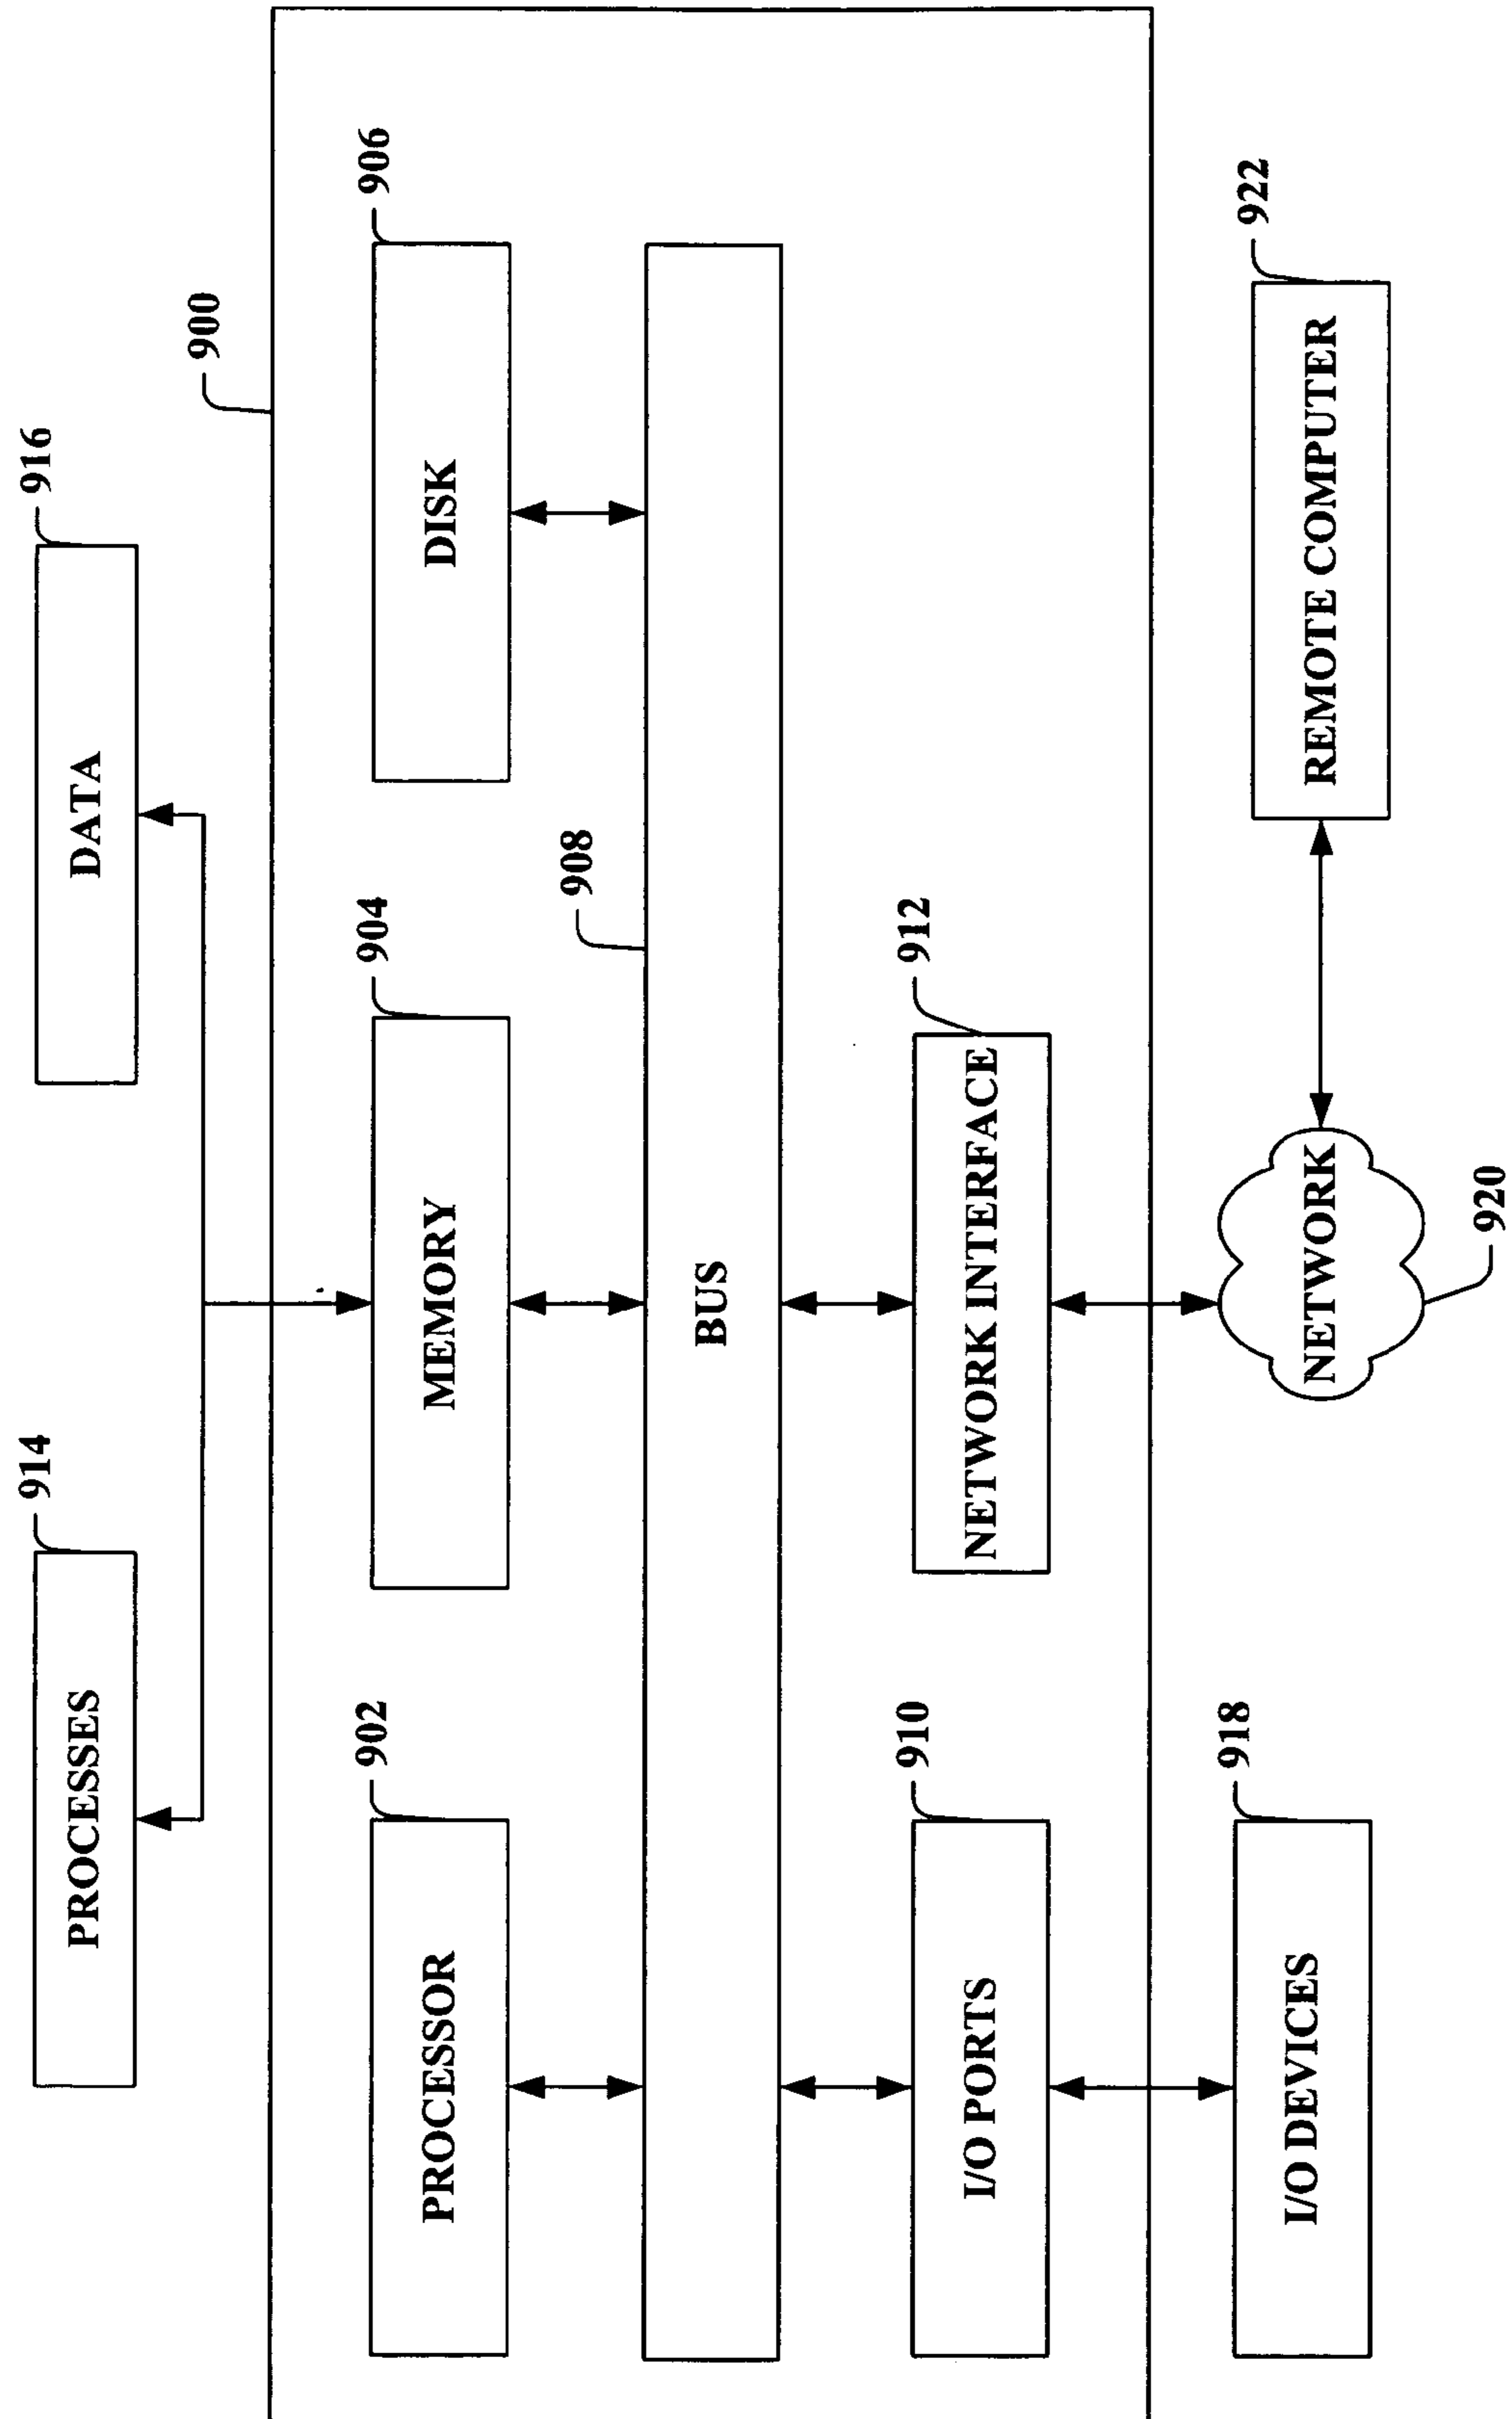 PROCESSES
914
DATA
916
900
PROCESSOR
902
MEMORY
904
DISK
906
908
BUS
I/O PORTS
910
NETWORK INTERFACE
912
I/O DEVICES
918
NETWORK
920
REMOTE COMPUTER
922